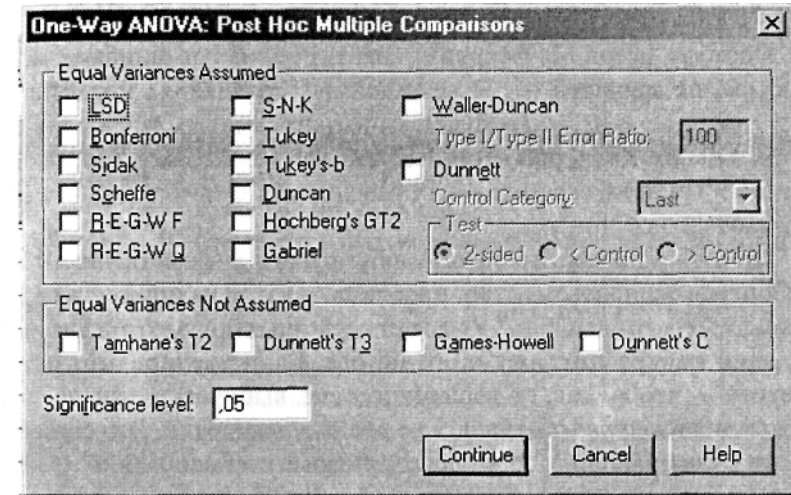 One-Way ANOVA: Post Hoc Multiple Comparisons
Equal Variances Assumed
LSD S-N-K Waller-Duncan
Bonferroni Tukey Type I/Type II Error Ratio: 100
Sidak Tukey's-b Dunnett
Scheffe Duncan Control Category: Last
R-E-G-W F Hochberg's GT2 Test
R-E-G-W Q Gabriel 2-sided < Control > Control
Equal Variances Not Assumed
Tamhane's T2 Dunnett's T3 Games-Howell Dunnett's C
Significance level: ,05
Continue Cancel Help